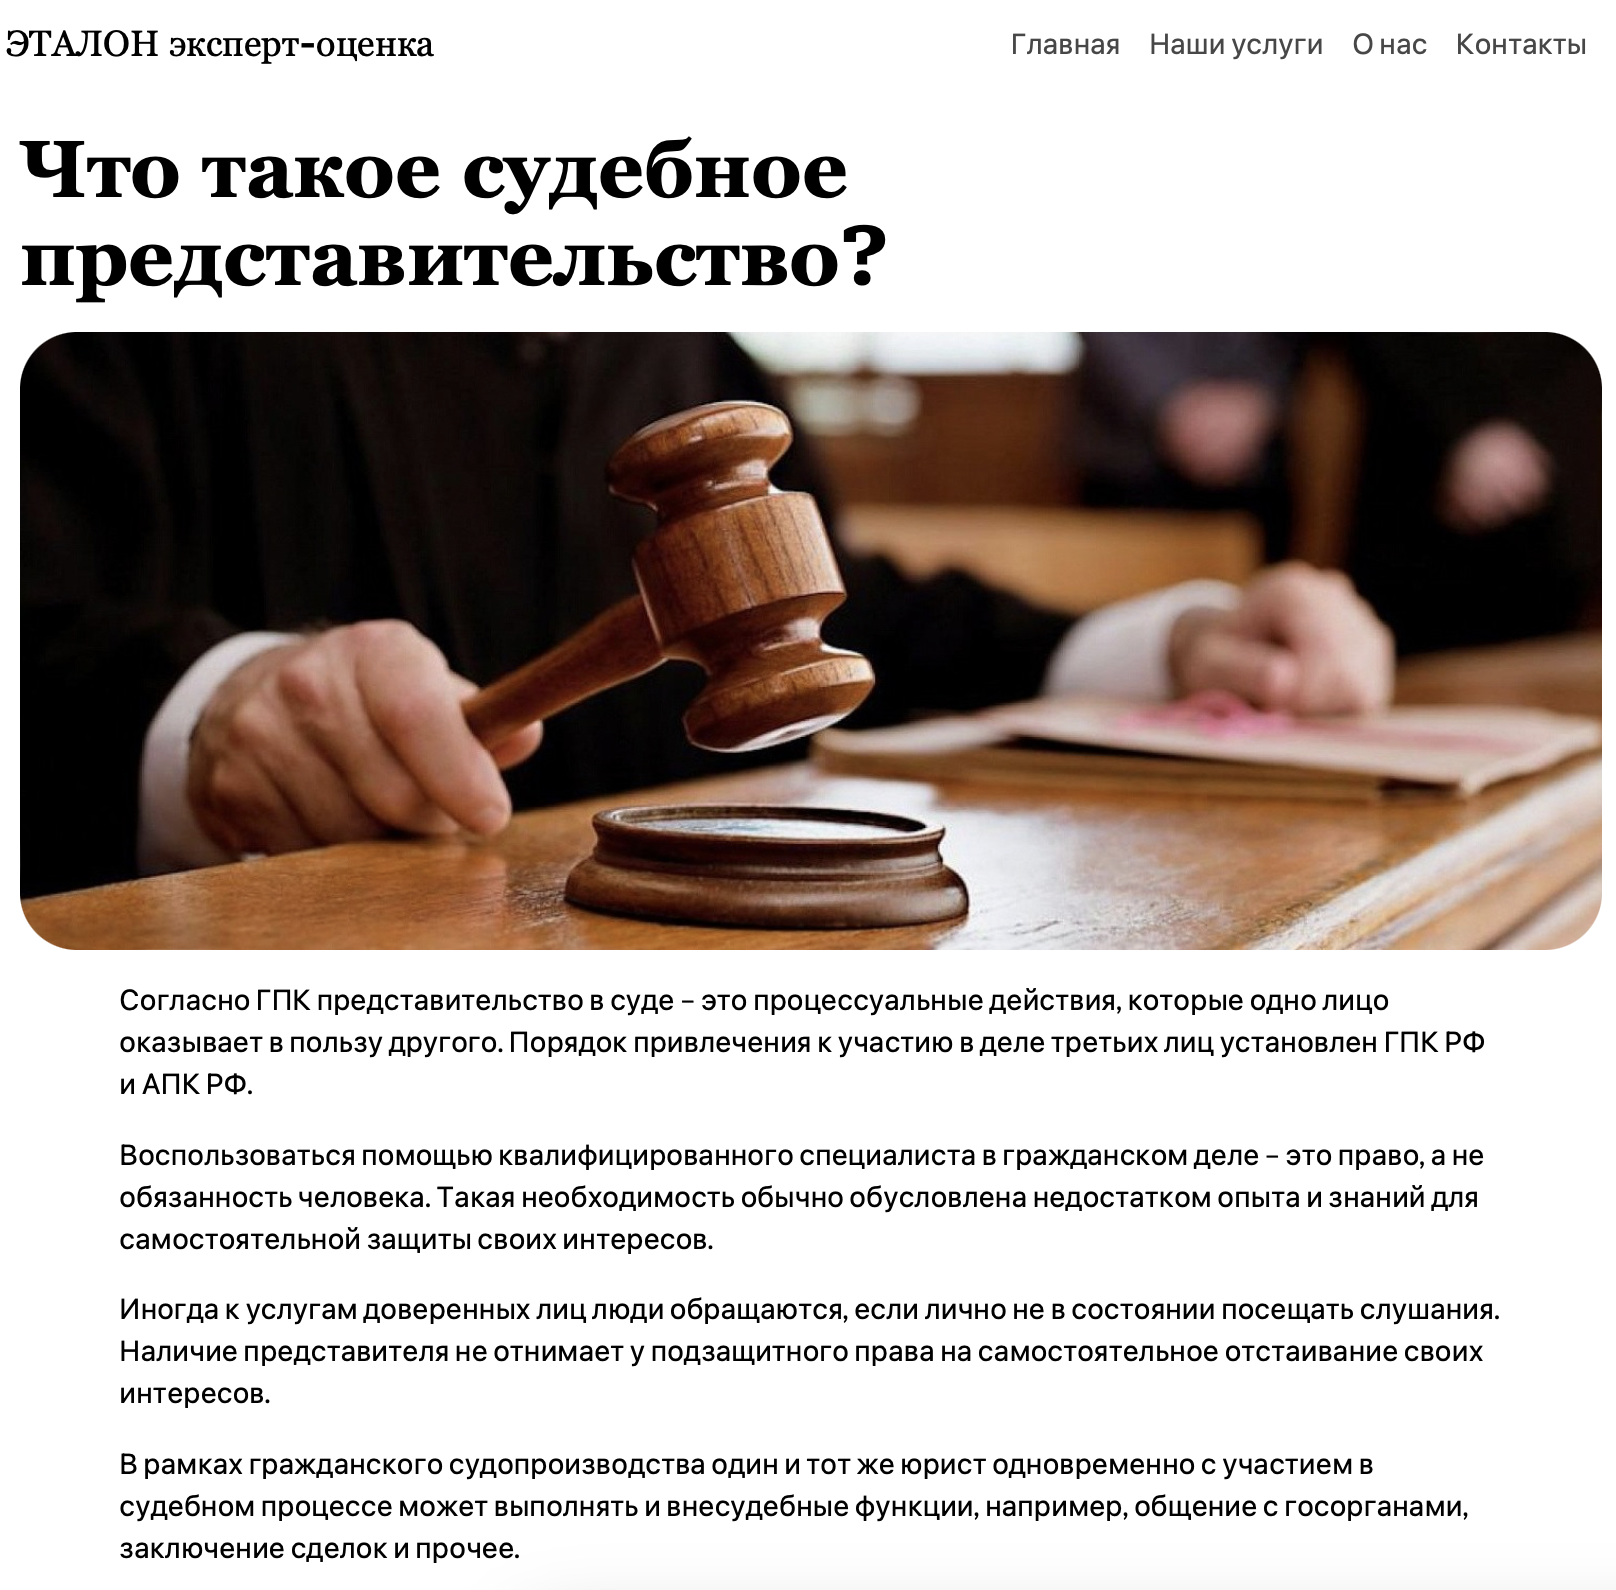 ЭТАЛОН эксперт-оценка
Главная Наши услуги О нас Контакты
Что такое судебное
представительство?
Согласно ГПК представительство в суде – это процессуальные действия, которые одно лицо
оказывает в пользу другого. Порядок привлечения к участию в деле третьих лиц установлен ГПК РФ
и АПК РФ.
Воспользоваться помощью квалифицированного специалиста в гражданском деле – это право, а не
обязанность человека. Такая необходимость обычно обусловлена недостатком опыта и знаний для
самостоятельной защиты своих интересов.
Иногда к услугам доверенных лиц люди обращаются, если лично не в состоянии посещать слушания.
Наличие представителя не отнимает у подзащитного права на самостоятельное отстаивание своих
интересов.
В рамках гражданского судопроизводства один и тот же юрист одновременно с участием в
судебном процессе может выполнять и внесудебные функции, например, общение с госорганами,
заключение сделок и прочее.